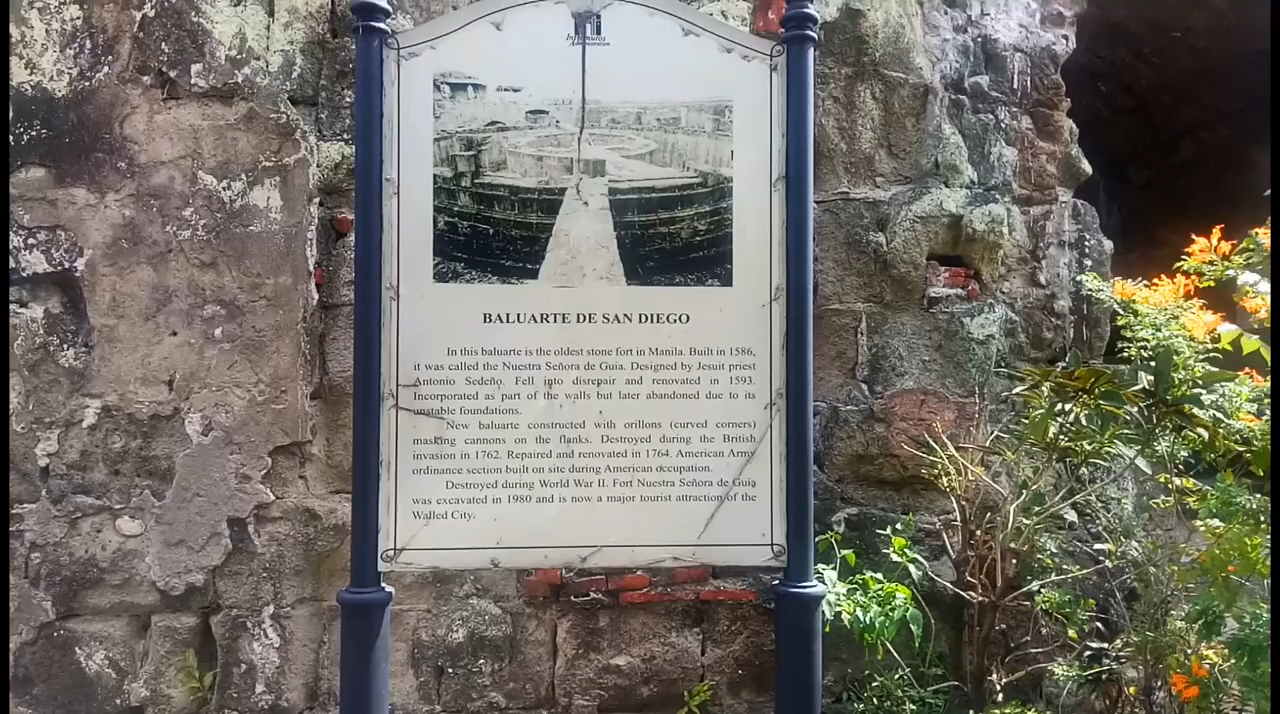 Intramuros
Administration
BALUARTE DE SAN DIEGO
In this baluarte is the oldest stone fort in Manila. Built in 1586,
it was called the Nuestra Señora de Guia. Designed by Jesuit priest
Antonio Sedeño. Fell into disrepair and renovated in 1593.
Incorporated as part of the walls but later abandoned due to its
unstable foundations.
New baluarte constructed with orillons (curved corners)
masking cannons on the flanks. Destroyed during the British
invasion in 1762. Repaired and renovated in 1764. American Army
ordinance section built on site during American occupation.
Destroyed during World War II. Fort Nuestra Señora de Guia
was excavated in 1980 and is now a major tourist attraction of the
Walled City.